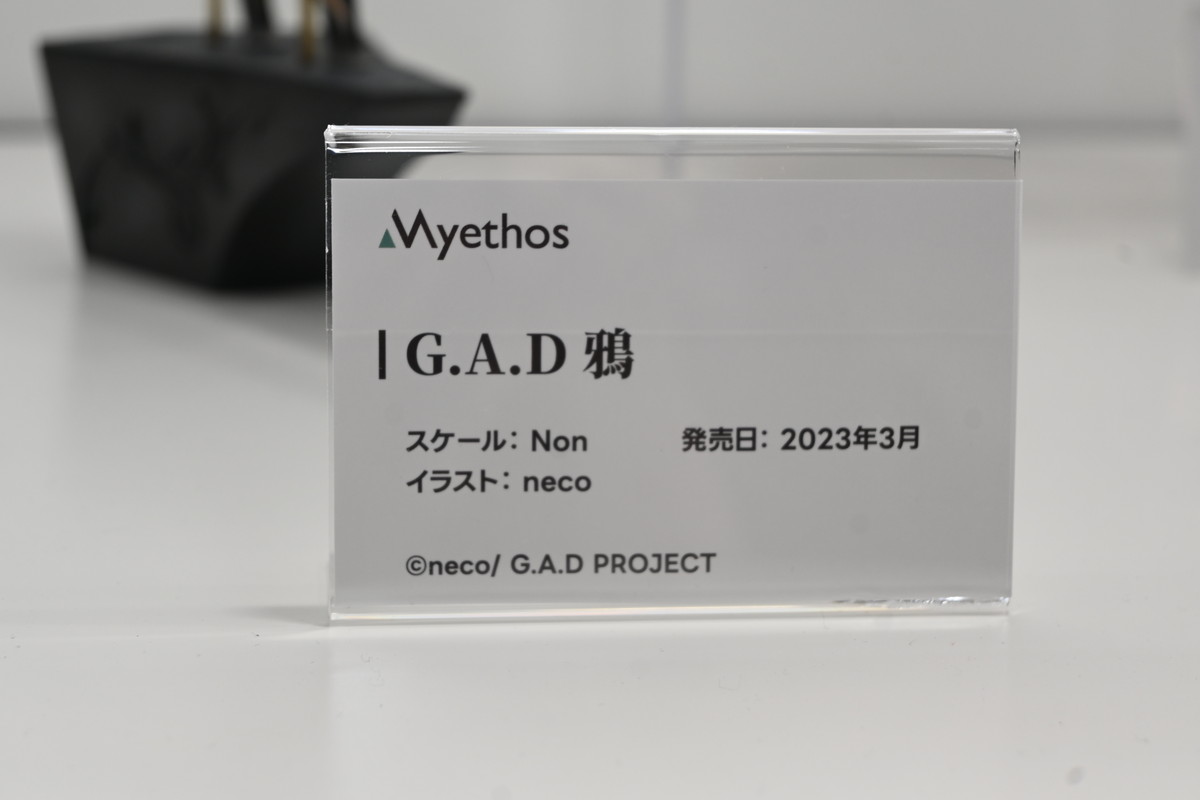 Myethos
G.A.D 鴉
スケール： Non 発売日： 2023年3月
イラスト： neco
©neco/ G.A.D PROJECT